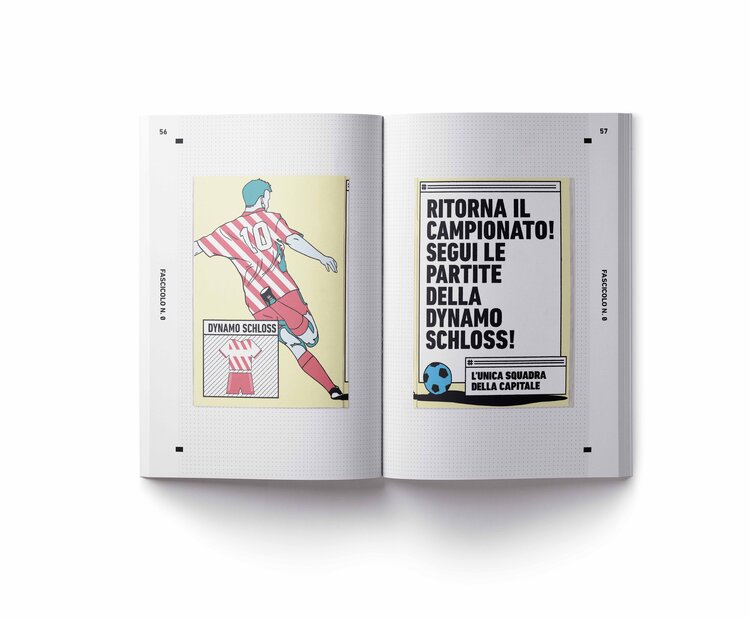 56
FASCICOLO N. 0
10
DYNAMO SCHLOSS
57
FASCICOLO N. 0
#
RITORNA IL
CAMPIONATO!
SEGUI LE
PARTITE
DELLA
DYNAMO
SCHLOSS!
#
L'UNICA SQUADRA
DELLA CAPITALE